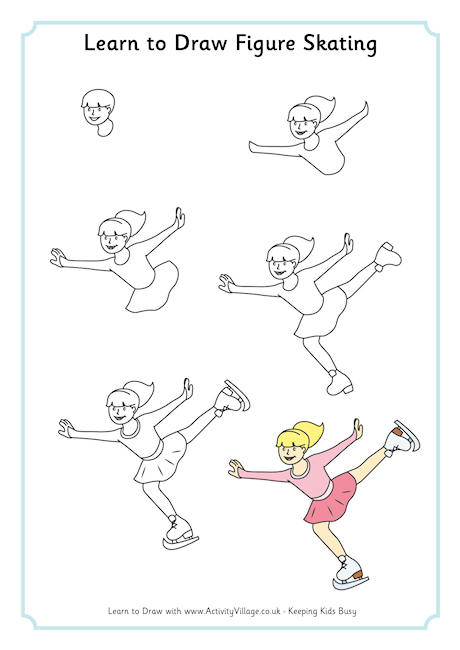 Learn to Draw Figure Skating
Learn to Draw with www.ActivityVillage.co.uk - Keeping Kids Busy